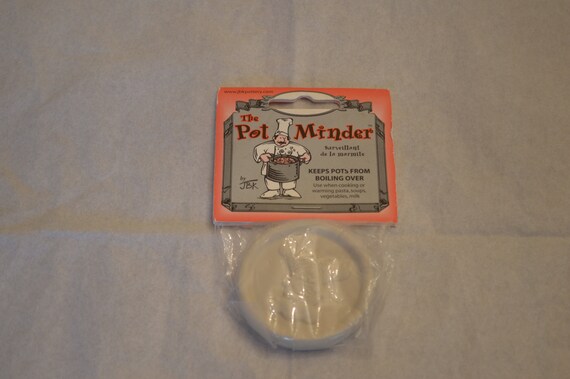 The
Pot Minder
Surveillant
de la marmite
KEEPS POTS FROM
BOILING OVER
Use when cooking or
warming pasta, soups,
vegetables, milk
by
JBK